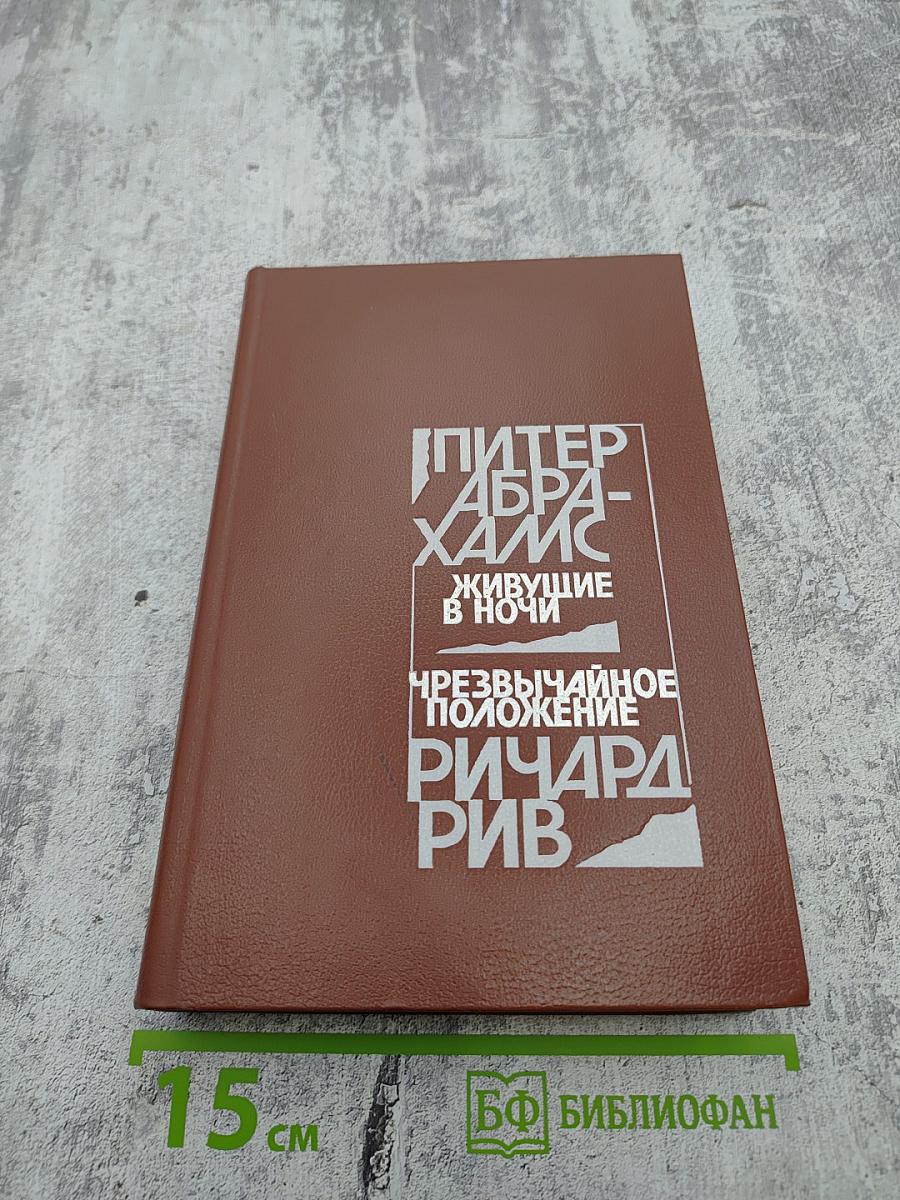 ПИТЕР
АБРА-
ХАМС
ЖИВУЩИЕ
В НОЧИ
ЧРЕЗВЫЧАЙНОЕ
ПОЛОЖЕНИЕ
РИЧАРД
РИВ
15 см
БФ БИБЛИОФАН